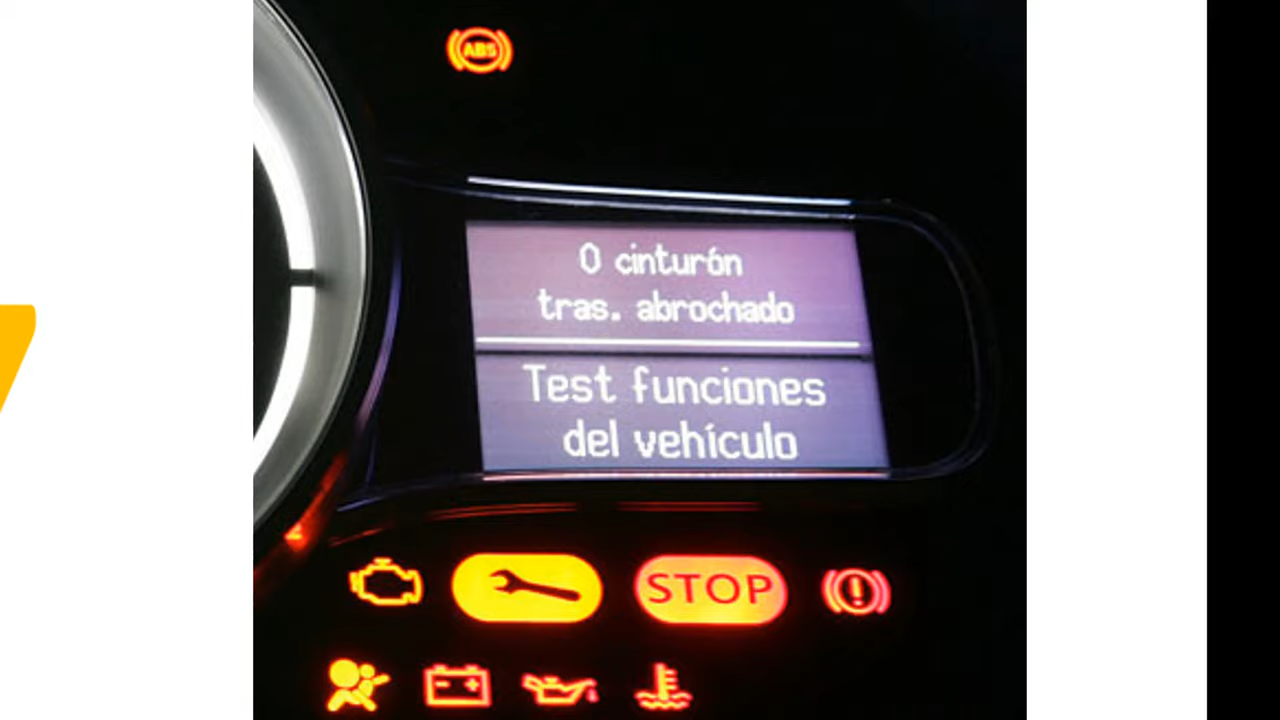 ABS
0 cinturón
tras. abrochado
Test funciones
del vehículo
STOP